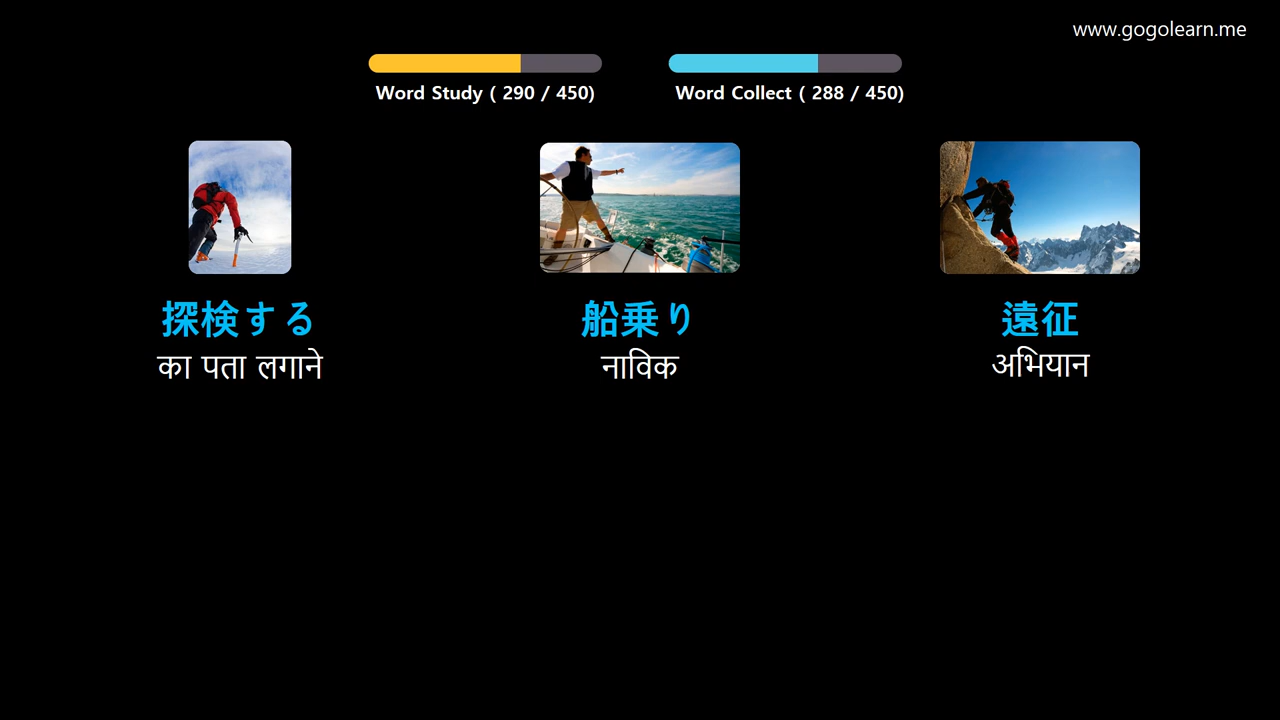 www.gogolearn.me
Word Study ( 290 / 450)
Word Collect ( 288 / 450)
探検する
का पता लगाने
船乗り
नाविक
遠征
अभियान